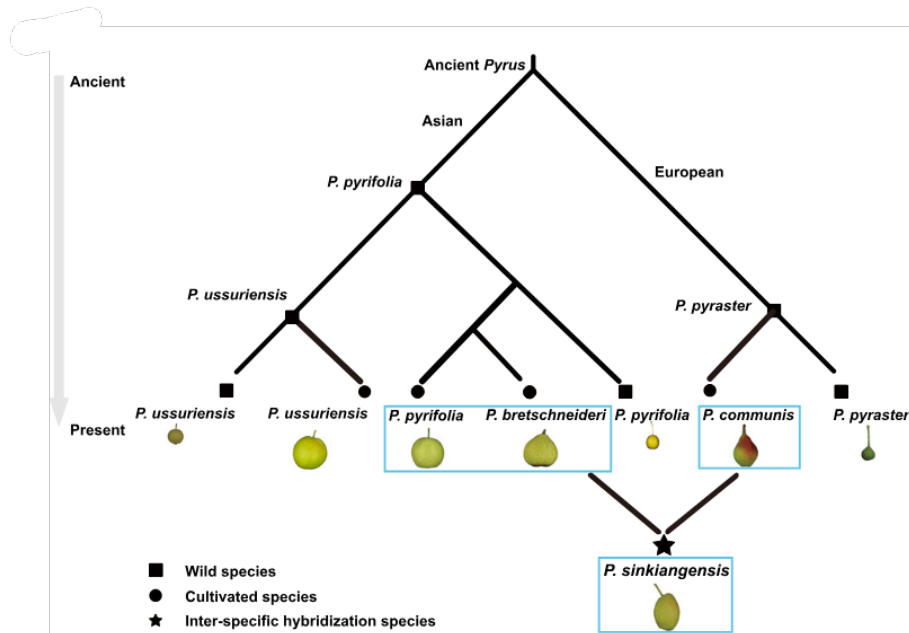 Ancient Pyrus
Ancient
Asian
European
P. pyrifolia
P. ussuriensis
P. pyraster
P. ussuriensis
P. ussuriensis
P. pyrifolia
P. bretschneideri
P. pyrifolia
P. communis
P. pyraster
Present
P. sinkiangensis
Wild species
Cultivated species
Inter-specific hybridization species